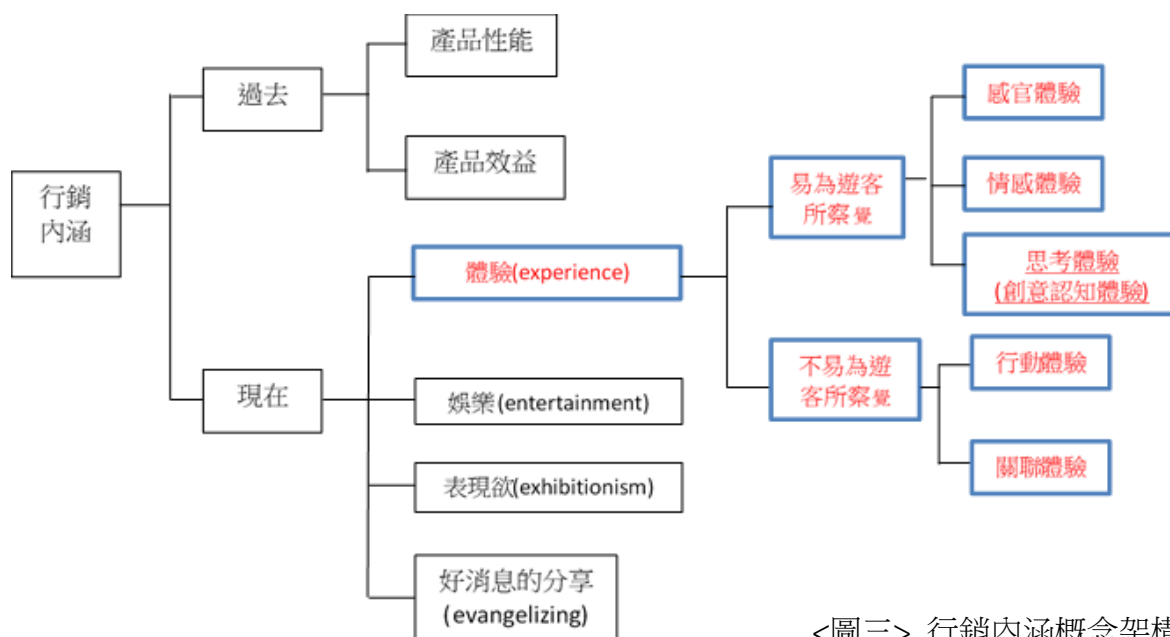 行銷
內涵
過去
產品性能
產品效益
現在
體驗(experience)
易為遊客
所察覺
感官體驗
情感體驗
思考體驗
(創意認知體驗)
不易為遊
客所察覺
行動體驗
關聯體驗
娛樂(entertainment)
表現欲(exhibitionism)
好消息的分享
(evangelizing)
<圖三> 行銷內涵概念架構